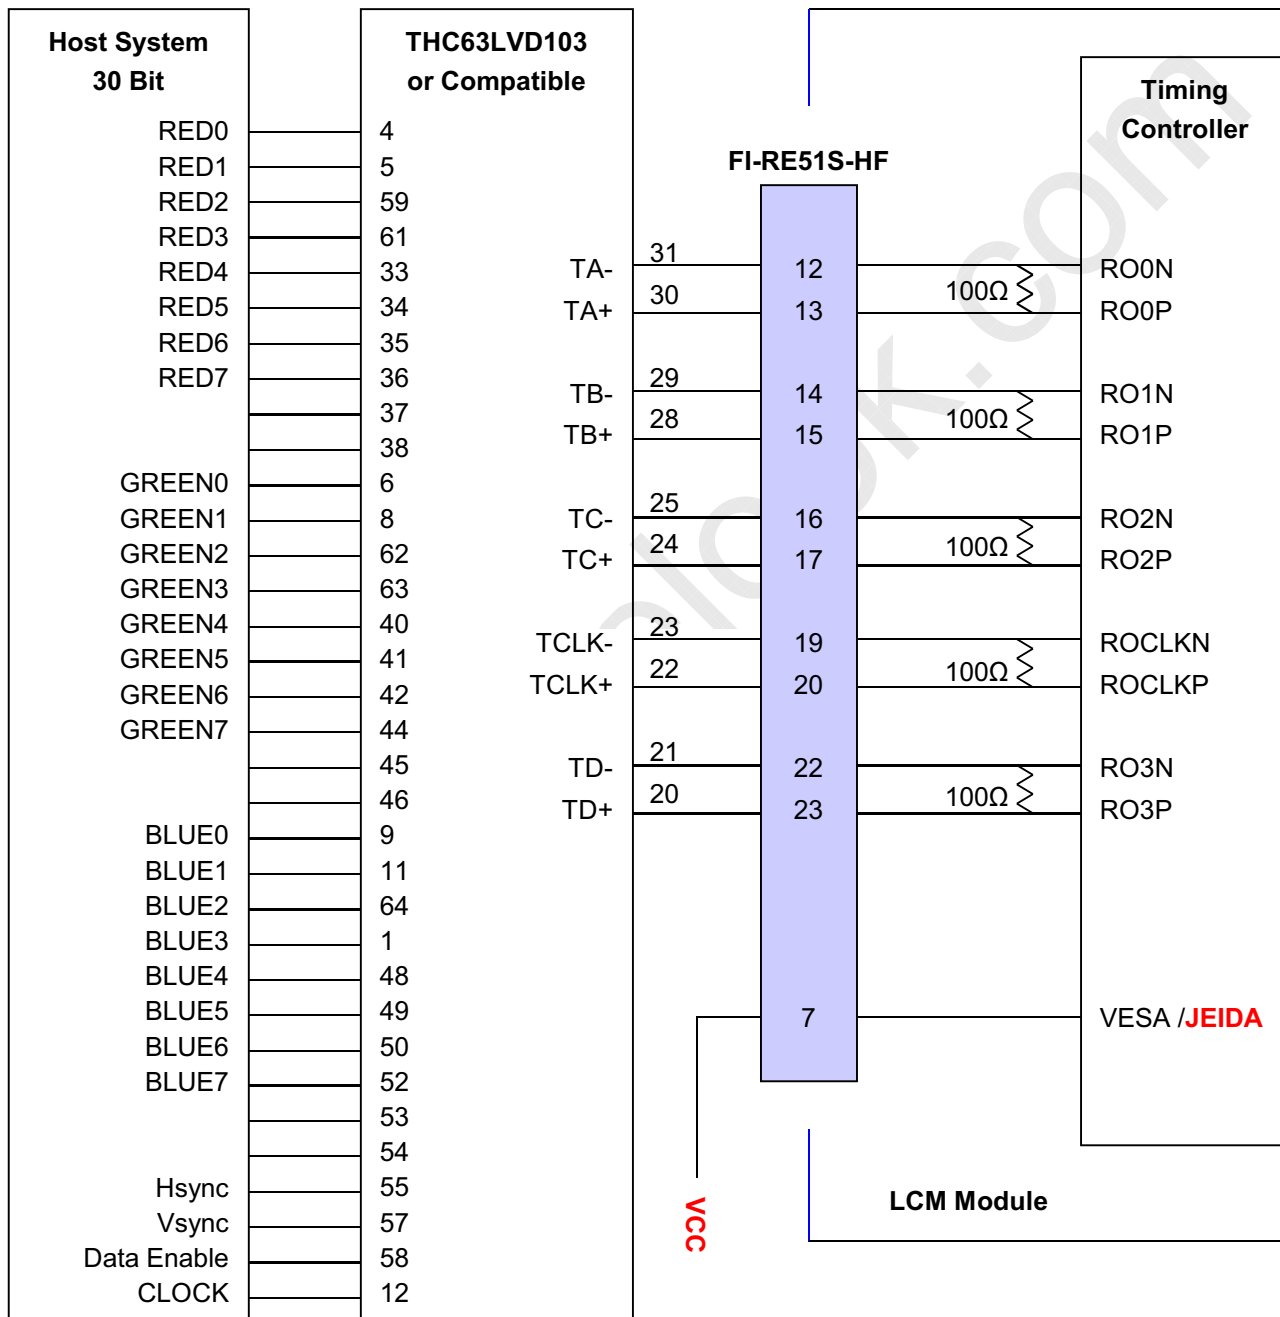 Host System
30 Bit
THC63LVD103
or Compatible
Timing
Controller
FI-RE51S-HF
RED0 4
RED1 5
RED2 59
RED3 61
RED4 33
RED5 34
RED6 35
RED7 36
37
38
GREEN0 6
GREEN1 8
GREEN2 62
GREEN3 63
GREEN4 40
GREEN5 41
GREEN6 42
GREEN7 44
45
46
BLUE0 9
BLUE1 11
BLUE2 64
BLUE3 1
BLUE4 48
BLUE5 49
BLUE6 50
BLUE7 52
53
54
Hsync 55
Vsync 57
Data Enable 58
CLOCK 12
TA- 31 12 RO0N
100Ω
TA+ 30 13 RO0P
TB- 29 14 RO1N
100Ω
TB+ 28 15 RO1P
TC- 25 16 RO2N
100Ω
TC+ 24 17 RO2P
TCLK- 23 19 ROCLKN
100Ω
TCLK+ 22 20 ROCLKP
TD- 21 22 RO3N
100Ω
TD+ 20 23 RO3P
7 VESA /JEIDA
VCC
LCM Module